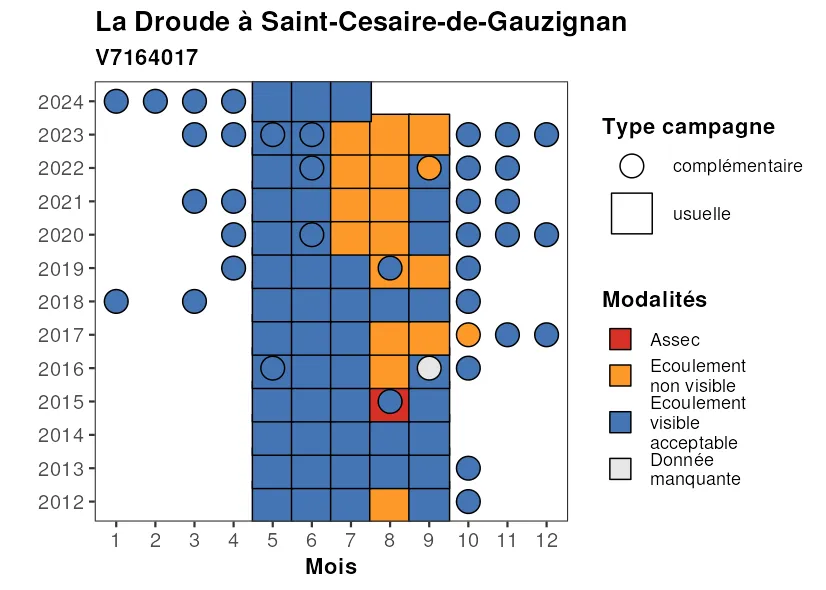 La Droude à Saint-Cesaire-de-Gauzignan
V7164017
2024
2023
2022
2021
2020
2019
2018
2017
2016
2015
2014
2013
2012
1 2 3 4 5 6 7 8 9 10 11 12
Mois
Type campagne
complémentaire
usuelle
Modalités
Assec
Ecoulement
non visible
Ecoulement
visible
acceptable
Donnée
manquante